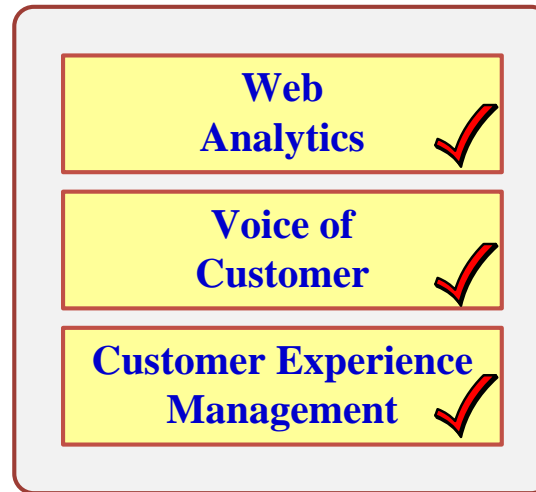 Web
Analytics
Voice of
Customer
Customer Experience
Management